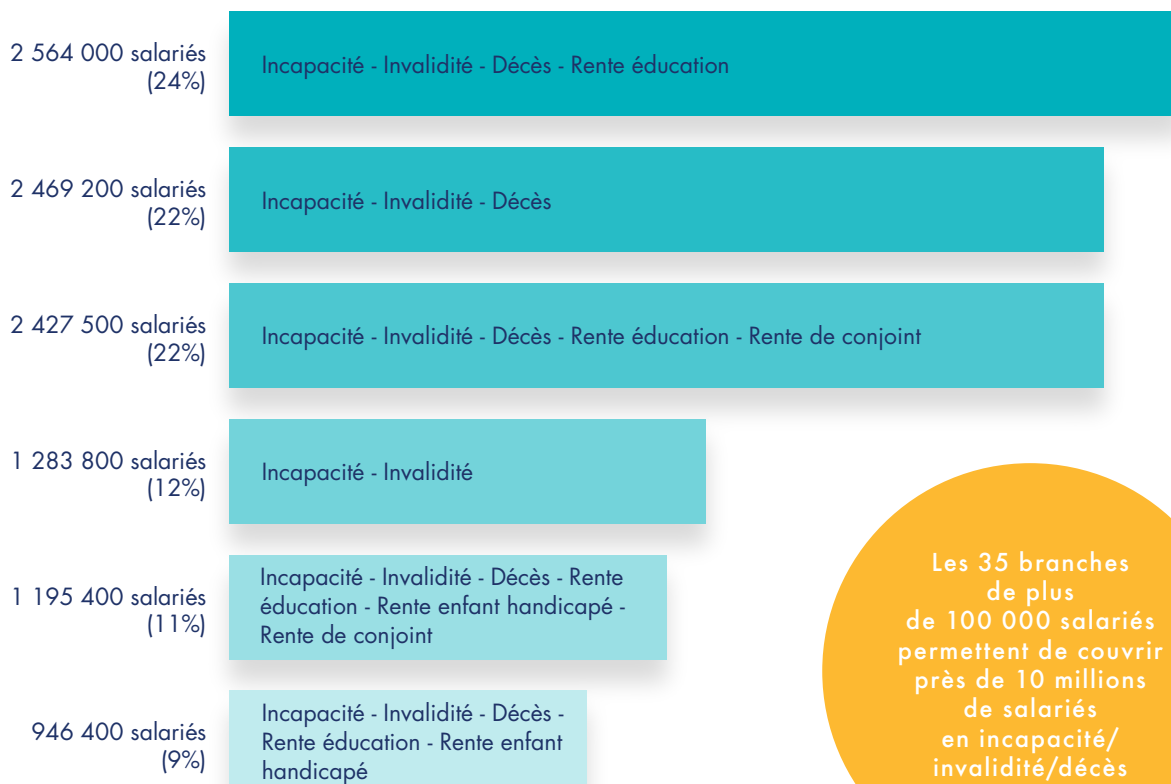 2 564 000 salariés
(24%)
Incapacité - Invalidité - Décès - Rente éducation
2 469 200 salariés
(22%)
Incapacité - Invalidité - Décès
2 427 500 salariés
(22%)
Incapacité - Invalidité - Décès - Rente éducation - Rente de conjoint
1 283 800 salariés
(12%)
Incapacité - Invalidité
1 195 400 salariés
(11%)
Incapacité - Invalidité - Décès - Rente
éducation - Rente enfant handicapé -
Rente de conjoint
946 400 salariés
(9%)
Incapacité - Invalidité - Décès -
Rente éducation - Rente enfant
handicapé
Les 35 branches
de plus
de 100 000 salariés
permettent de couvrir
près de 10 millions
de salariés
en incapacité/
invalidité/décès